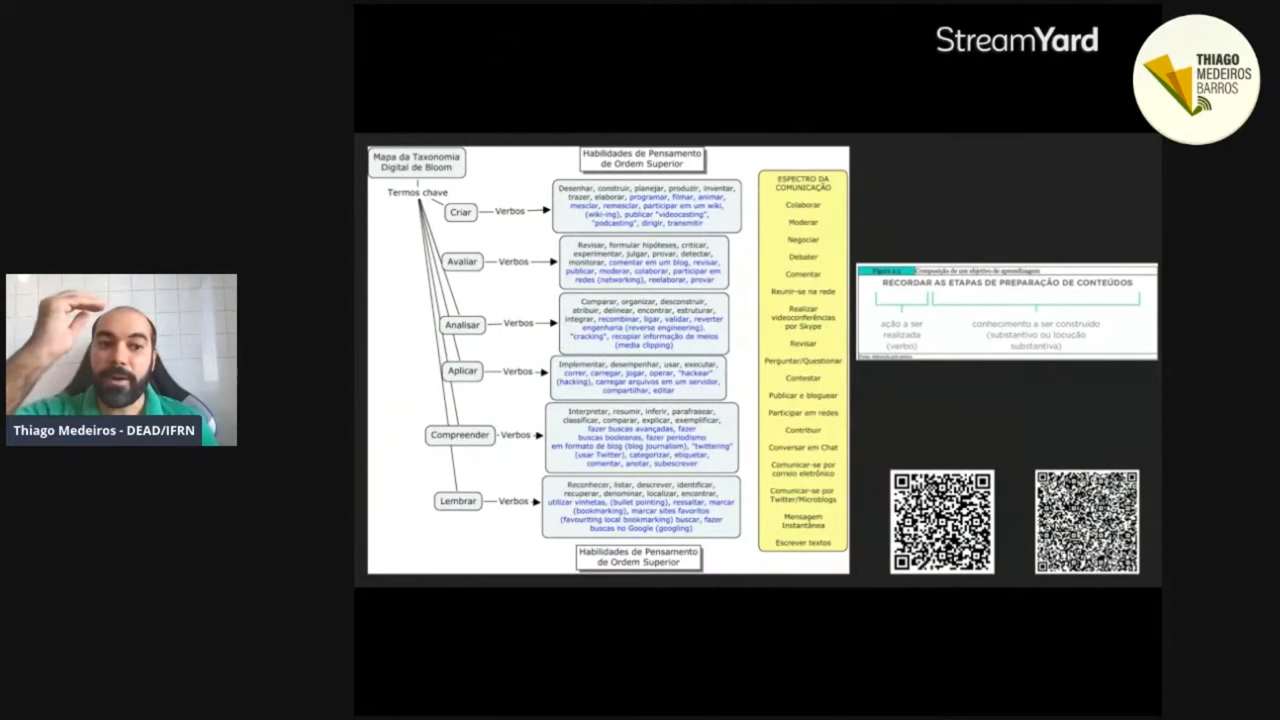 StreamYard
THIAGO
MEDEIROS
BARROS
Mapa da Taxonomia
Digital de Bloom
Habilidades de Pensamento
de Ordem Superior
Termos chave
Criar
Verbos
Desenhar, construir, planejar, produzir, inventar,
trazer, elaborar, programar, filmar, animar,
mesclar, remesclar, participar em um wiki,
(wiki-ing), publicar "videocasting",
"podcasting", dirigir, transmitir
Avaliar
Verbos
Revisar, formular hipóteses, criticar,
experimentar, julgar, provar, detectar,
monitorar, comentar em um blog, revisar,
publicar, moderar, colaborar, participar em
redes (networking), reelaborar, provar
Analisar
Verbos
Comparar, organizar, desconstruir,
atribuir, delinear, encontrar, estruturar,
integrar, recombinar, ligar, validar, reverter
engenharia (reverse engineering).
"cracking", recopiar informação de meios
(media clipping)
Aplicar
Verbos
Implementar, desempenhar, usar, executar,
correr, carregar, jogar, operar, "hackear"
(hacking), carregar arquivos em um servidor,
compartilhar, editar
Compreender
Verbos
Interpretar, resumir, inferir, parafrasear,
classificar, comparar, explicar, exemplificar,
fazer buscas avançadas, fazer
buscas booleanas, fazer periodismo
em formato de blog (blog journalism), "twittering"
(usar Twitter), categorizar, etiquetar,
comentar, anotar, subescrever
Lembrar
Verbos
Reconhecer, listar, descrever, identificar,
recuperar, denominar, localizar, encontrar,
utilizar vinhetas, (bullet pointing), ressaltar, marcar
(bookmarking), marcar sites favoritos
(favouriting local bookmarking) buscar, fazer
buscas no Google (googling)
Habilidades de Pensamento
de Ordem Superior
ESPECTRO DA
COMUNICAÇÃO
Colaborar
Moderar
Negociar
Debater
Comentar
Reunir-se na rede
Realizar
videoconferências
por Skype
Revisar
Perguntar/Questionar
Contestar
Publicar e bloguear
Participar em redes
Contribuir
Conversar em Chat
Comunicar-se por
correio eletrônico
Comunicar-se por
Twitter/Microblogs
Mensagem
Instantânea
Escrever textos
Composição de um objetivo de aprendizagem
RECORDAR AS ETAPAS DE PREPARAÇÃO DE CONTEÚDOS
ação a ser
realizada
(verbo)
conhecimento a ser construído
(substantivo ou locução
substantiva)
Thiago Medeiros - DEAD/IFRN